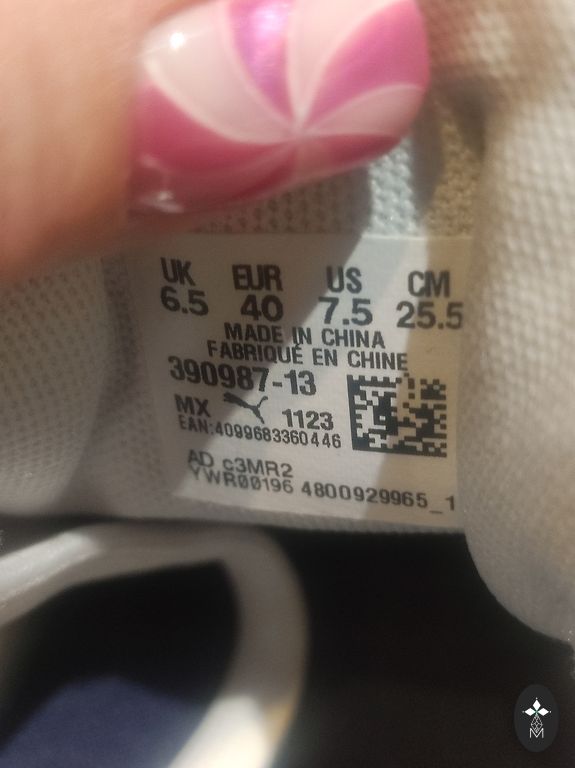 UK EUR US CM
6.5 40 7.5 25.5
MADE IN CHINA
FABRIQUÉ EN CHINE
390987-13
MX 1123
EAN:4099683360446
AD c3MR2
YWR00196 4800929965_1
M